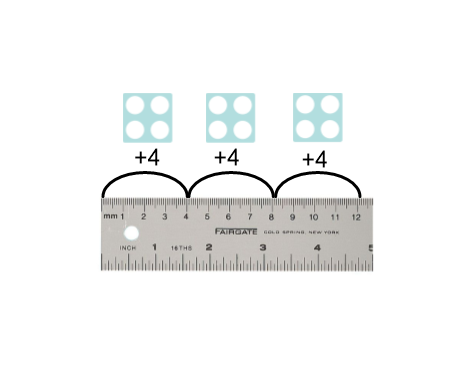 +4 +4 +4
mm 1 2 3 4 5 6 7 8 9 10 11 12
FAIRGATE COLD SPRING, NEW YORK
INCH 1 16THS 2 3 4 5